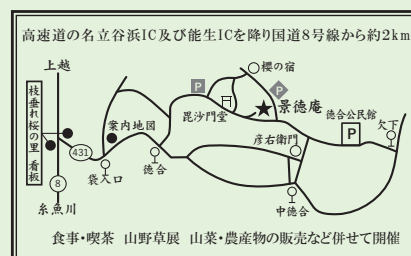 高速道の名立谷浜IC及び能生ICを降り国道8号線から約2km
上越
櫻の宿
P
P
枝垂れ桜の里 看板
案内地図
毘沙門堂
景徳庵
徳合公民館
P
欠下
431
彦右衛門
袋入口
徳合
8
中徳合
糸魚川
食事・喫茶 山野草展 山菜・農産物の販売など併せて開催